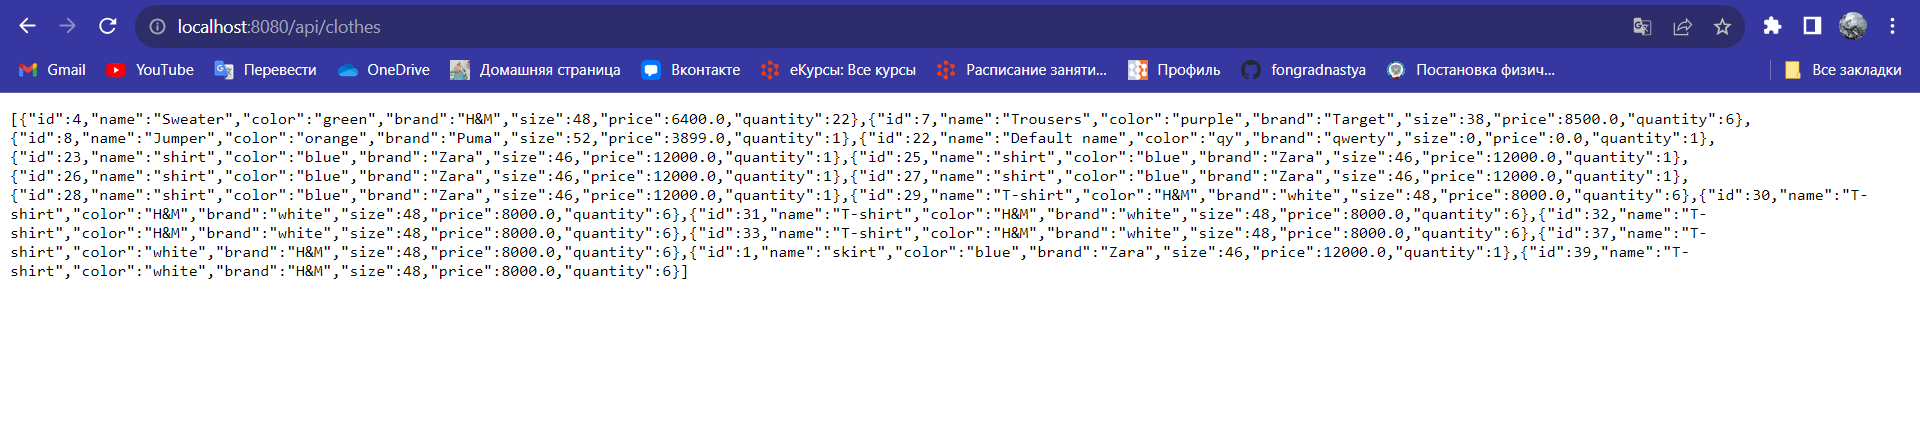 localhost:8080/api/clothes
Gmail YouTube Перевести OneDrive Домашняя страница Вконтакте еКурсы: Все курсы Расписание заняти... Профиль fongradnastya Постановка физич... Все закладки
[{"id":4,"name":"Sweater","color":"green","brand":"H&M","size":48,"price":6400.0,"quantity":22},{"id":7,"name":"Trousers","color":"purple","brand":"Target","size":38,"price":8500.0,"quantity":6},
{"id":8,"name":"Jumper","color":"orange","brand":"Puma","size":52,"price":3899.0,"quantity":1},{"id":22,"name":"Default name","color":"qy","brand":"qwerty","size":0,"price":0.0,"quantity":1},
{"id":23,"name":"shirt","color":"blue","brand":"Zara","size":46,"price":12000.0,"quantity":1},{"id":25,"name":"shirt","color":"blue","brand":"Zara","size":46,"price":12000.0,"quantity":1},
{"id":26,"name":"shirt","color":"blue","brand":"Zara","size":46,"price":12000.0,"quantity":1},{"id":27,"name":"shirt","color":"blue","brand":"Zara","size":46,"price":12000.0,"quantity":1},
{"id":28,"name":"shirt","color":"blue","brand":"Zara","size":46,"price":12000.0,"quantity":1},{"id":29,"name":"T-shirt","color":"H&M","brand":"white","size":48,"price":8000.0,"quantity":6},{"id":30,"name":"T-
shirt","color":"H&M","brand":"white","size":48,"price":8000.0,"quantity":6},{"id":31,"name":"T-shirt","color":"H&M","brand":"white","size":48,"price":8000.0,"quantity":6},{"id":32,"name":"T-
shirt","color":"H&M","brand":"white","size":48,"price":8000.0,"quantity":6},{"id":33,"name":"T-shirt","color":"H&M","brand":"white","size":48,"price":8000.0,"quantity":6},{"id":37,"name":"T-
shirt","color":"white","brand":"H&M","size":48,"price":8000.0,"quantity":6},{"id":1,"name":"skirt","color":"blue","brand":"Zara","size":46,"price":12000.0,"quantity":1},{"id":39,"name":"T-
shirt","color":"white","brand":"H&M","size":48,"price":8000.0,"quantity":6}]